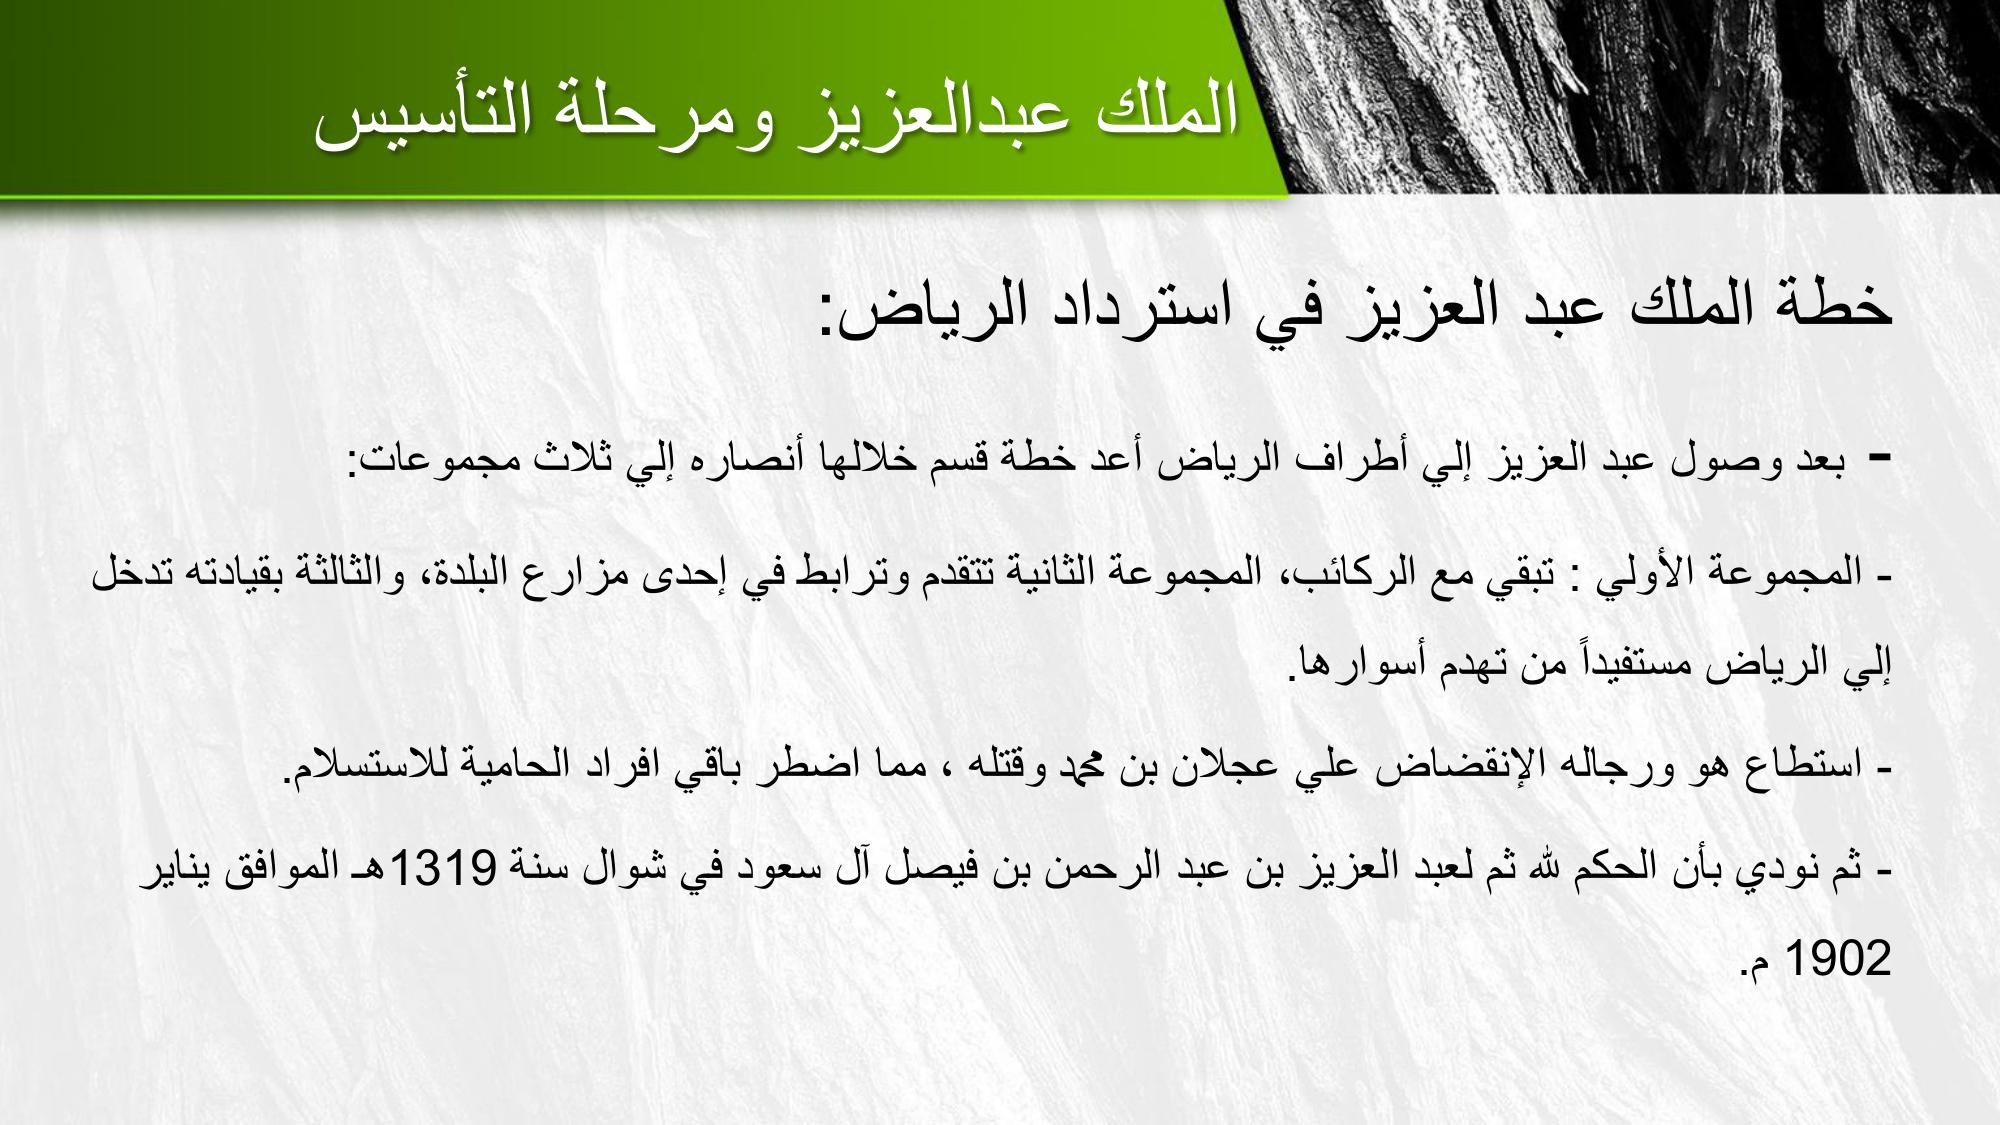 الملك عبدالعزيز ومرحلة التأسيس
خطة الملك عبد العزيز في استرداد الرياض:
- بعد وصول عبد العزيز إلي أطراف الرياض أعد خطة قسم خلالها أنصاره إلي ثلاث مجموعات:
- المجموعة الأولي : تبقي مع الركائب، المجموعة الثانية تتقدم وترابط في إحدى مزارع البلدة، والثالثة بقيادته تدخل
إلي الرياض مستفيداً من تهدم أسوارها.
- استطاع هو ورجاله الإنقضاض علي عجلان بن محمد وقتله ، مما اضطر باقي افراد الحامية للاستسلام.
- ثم نودي بأن الحكم لله ثم لعبد العزيز بن عبد الرحمن بن فيصل آل سعود في شوال سنة 1319هـ الموافق يناير
1902 م.